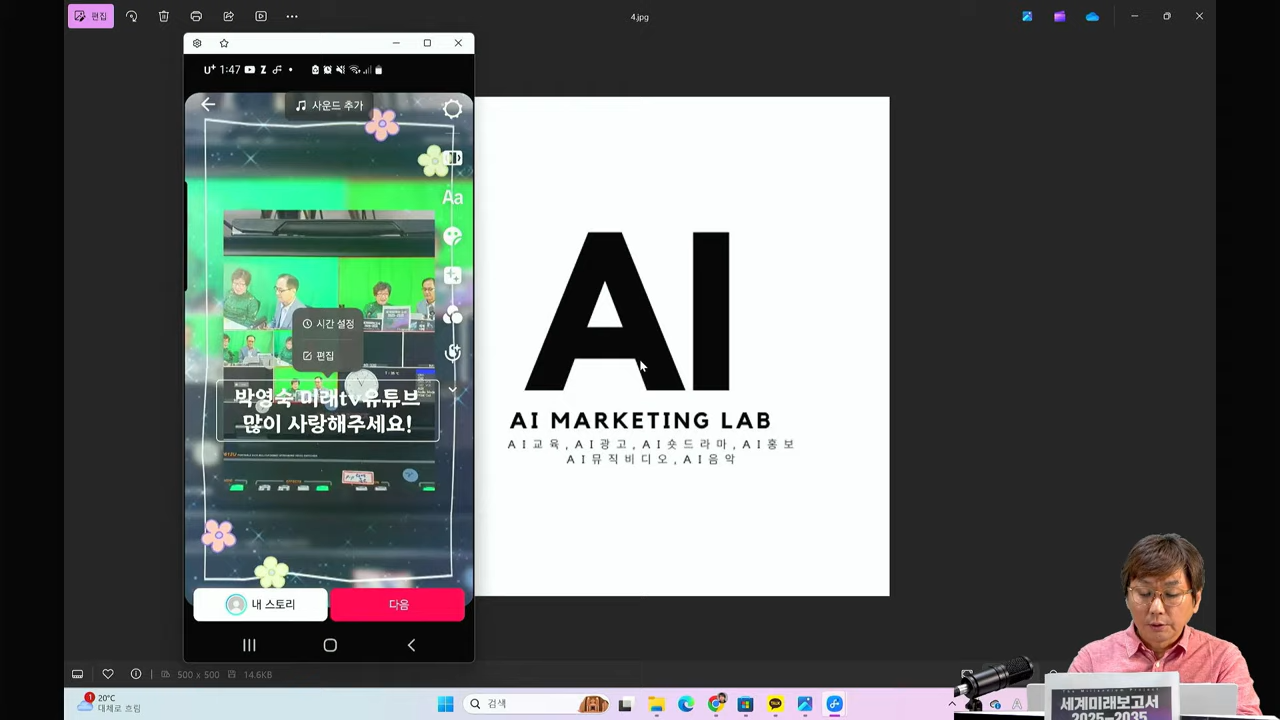 편집
4.jpg
U+ 1:47
사운드 추가
Aa
시간 설정
편집
박영숙 미래tv유튜브
많이 사랑해주세요!
내 스토리
다음
AI
AI MARKETING LAB
AI교육,AI광고,AI숏드라마,AI홍보
AI뮤직비디오,AI음악
500 x 500
14.6KB
1
20°C
대체로 흐림
검색
A
The Millennium Project
세계미래보고서
2025-2035